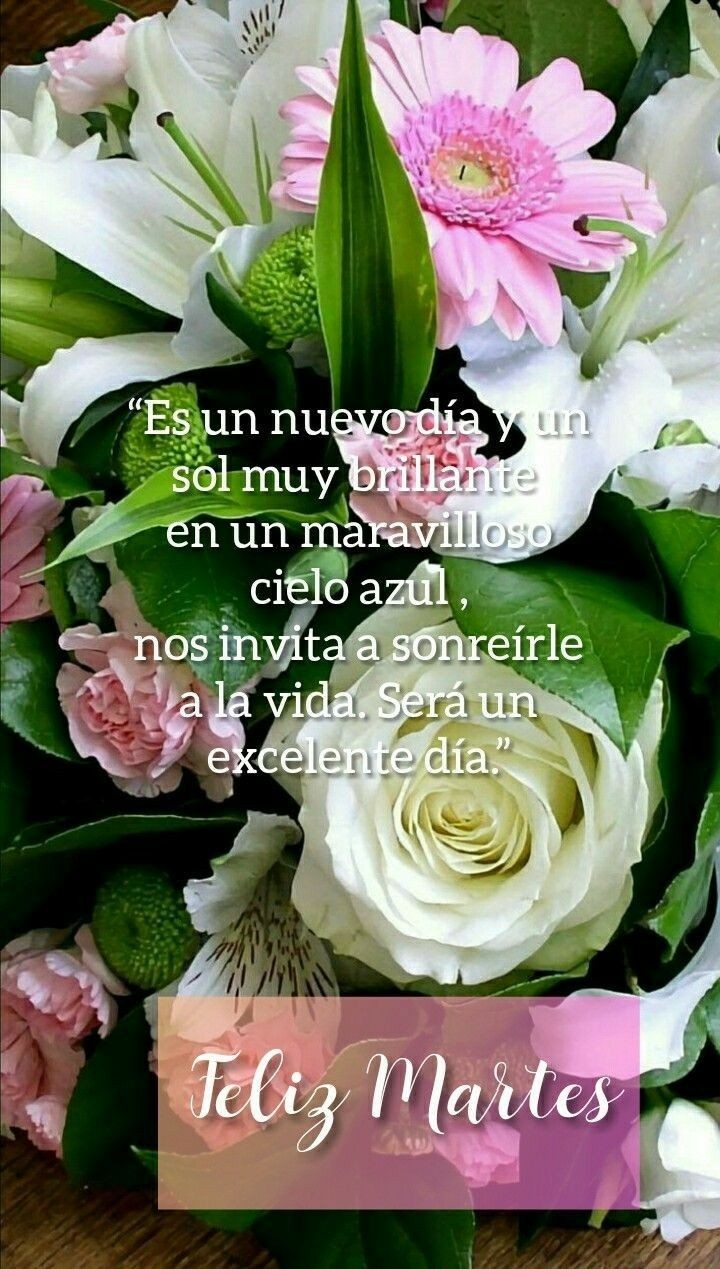 “Es un nuevo día y un
sol muy brillante
en un maravilloso
cielo azul ,
nos invita a sonreírle
a la vida. Será un
excelente día.”
Feliz Martes